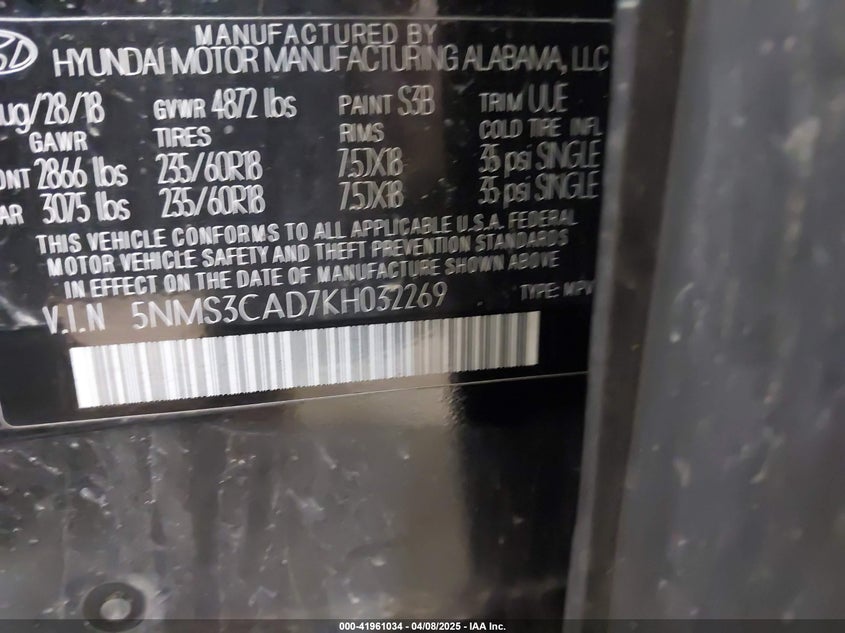 MANUFACTURED BY
HYUNDAI MOTOR MANUFACTURING ALABAMA, LLC
ug/28/18 GVWR 4872 lbs PAINT S3B TRIM UUE
GAWR TIRES RIMS COLD TIRE INFL
ONT 2866 lbs 235/60R18 7.5JX18 35 psi SINGLE
AR 3075 lbs 235/60R18 7.5JX18 35 psi SINGLE
THIS VEHICLE CONFORMS TO ALL APPLICABLE U.S.A. FEDERAL
MOTOR VEHICLE SAFETY AND THEFT PREVENTION STANDARDS
IN EFFECT ON THE DATE OF MANUFACTURE SHOWN ABOVE
V.I.N 5NMS3CAD7KH032269 TYPE: MPV
000-41961034 - 04/08/2025 - IAA Inc.